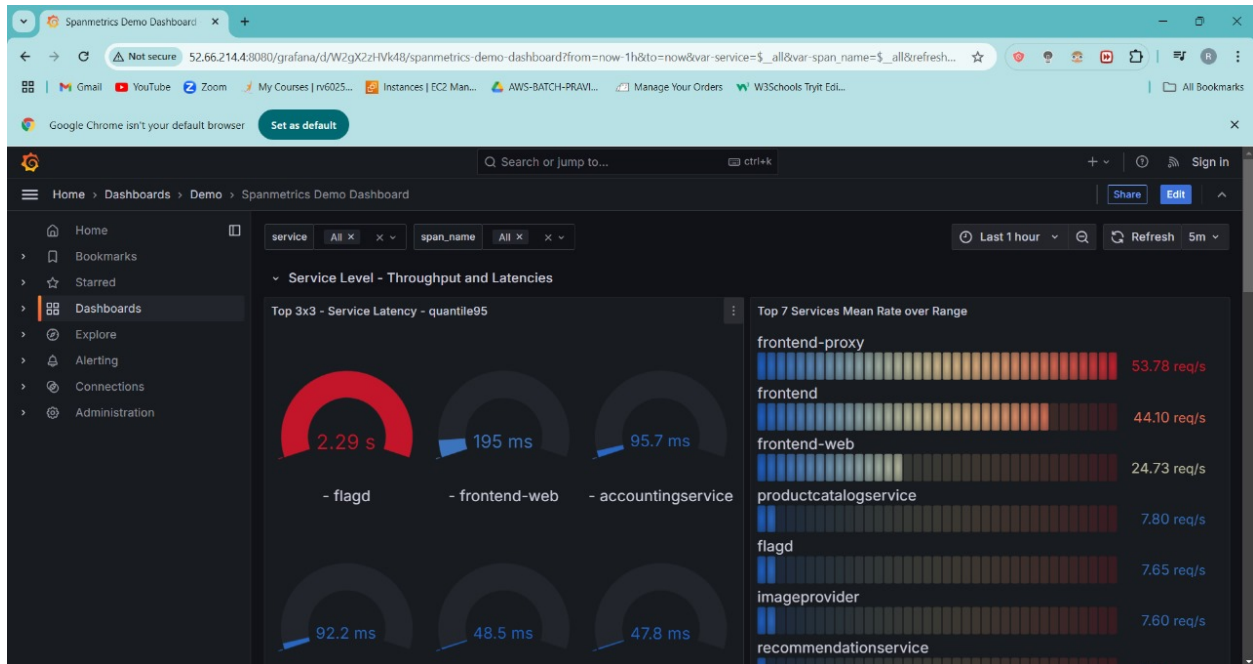 Spanmetrics Demo Dashboard
Not secure 52.66.214.4:8080/grafana/d/W2gX2zHVk48/spanmetrics-demo-dashboard?from=now-1h&to=now&var-service=$__all&var-span_name=$__all&refresh...
Gmail YouTube Zoom My Courses | rv6025... Instances | EC2 Man... AWS-BATCH-PRAVI... Manage Your Orders W3Schools Tryit Edi... All Bookmarks
Google Chrome isn't your default browser Set as default
Search or jump to... ctrl+k Sign in
Home > Dashboards > Demo > Spanmetrics Demo Dashboard Share Edit
Home
Bookmarks
Starred
Dashboards
Explore
Alerting
Connections
Administration
service All × span_name All × Last 1 hour Refresh 5m
Service Level - Throughput and Latencies
Top 3x3 - Service Latency - quantile95
2.29 s 195 ms 95.7 ms
- flagd - frontend-web - accountingservice
92.2 ms 48.5 ms 47.8 ms
Top 7 Services Mean Rate over Range
frontend-proxy
53.78 req/s
frontend
44.10 req/s
frontend-web
24.73 req/s
productcatalogservice
7.80 req/s
flagd
7.65 req/s
imageprovider
7.60 req/s
recommendationservice